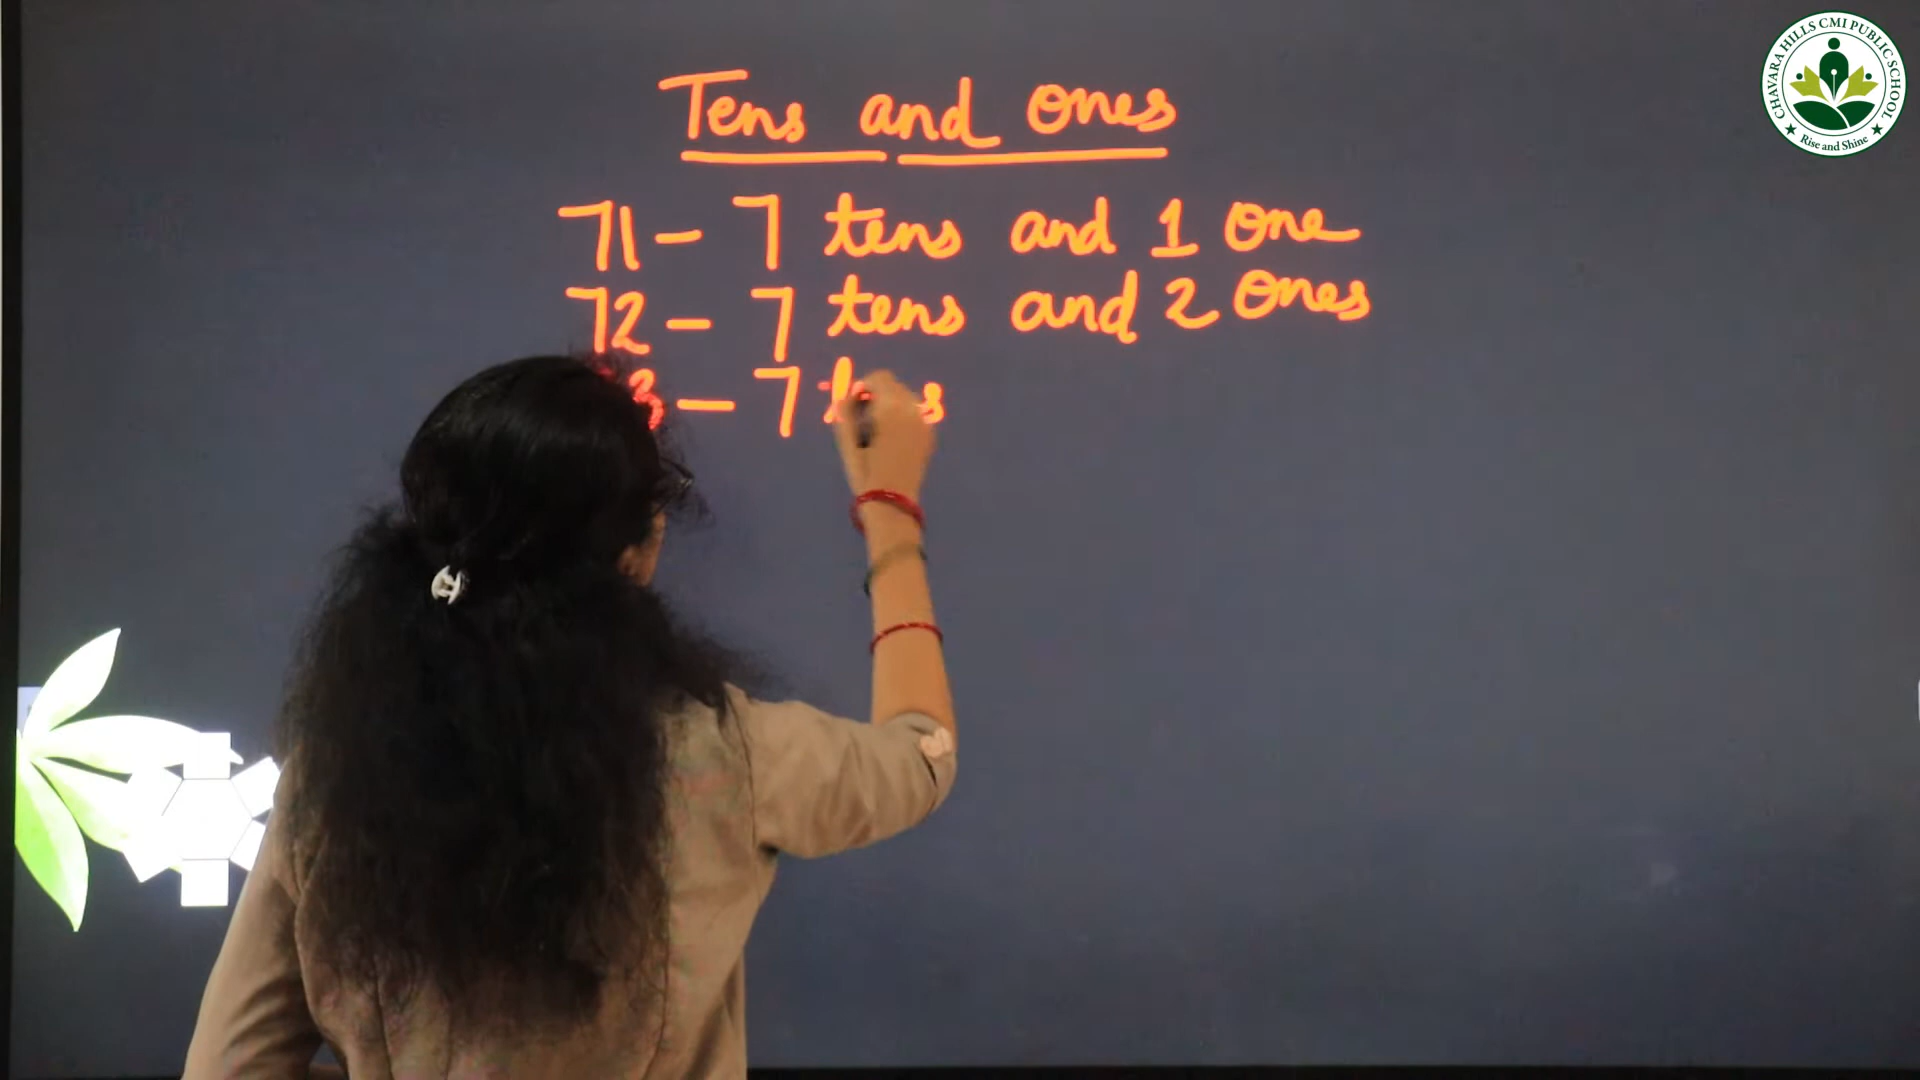 Tens and ones
71 - 7 tens and 1 one
72 - 7 tens and 2 ones
3 - 7
CHAVARA HILLS CMI PUBLIC SCHOOL
Rise and Shine